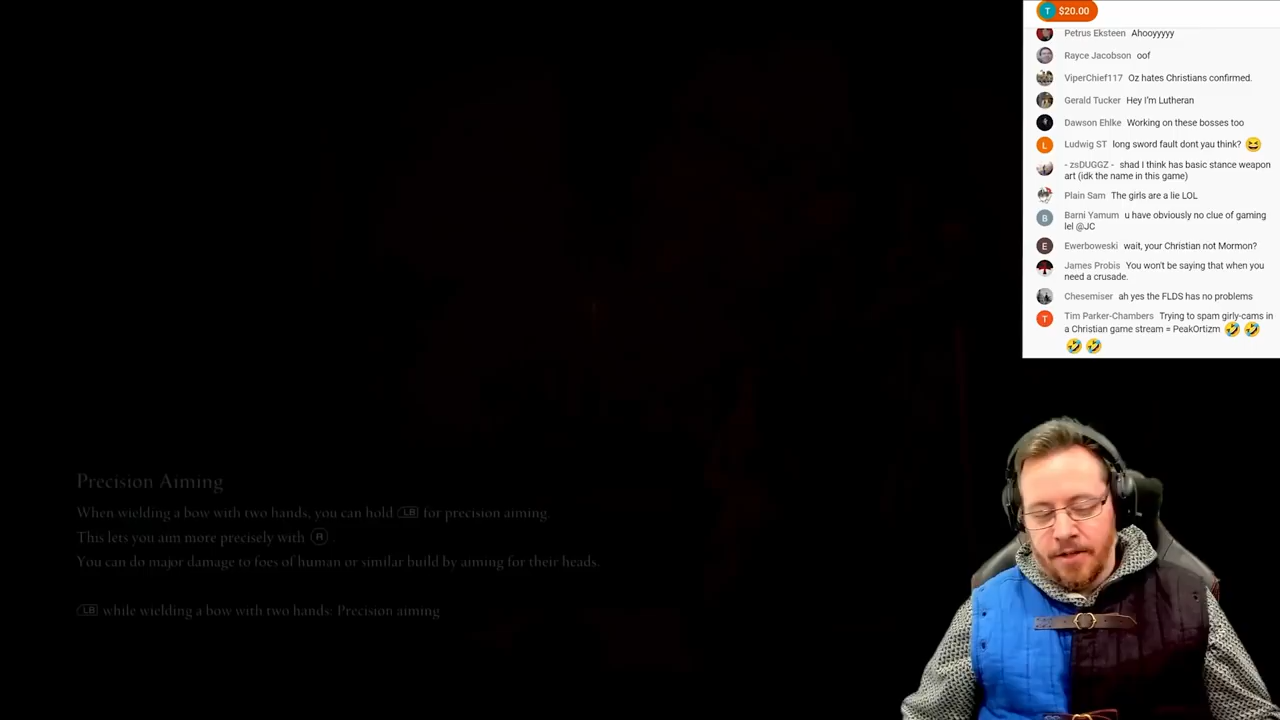 T $20.00
Petrus Eksteen Ahooyyyyy
Rayce Jacobson oof
ViperChief117 Oz hates Christians confirmed.
Gerald Tucker Hey I'm Lutheran
Dawson Ehlke Working on these bosses too
L Ludwig ST long sword fault dont yau think? 😆
- zsDUGGZ - shad I think has basic stance weapon
art (idk the name in this game)
Plain Sam The girls are a lie LOL
B Barni Yamum u have obviously no clue of gaming
lel @JC
E Ewerboweski wait, your Christian not Mormon?
James Probis You won't be saying that when you
need a crusade.
Chesemiser ah yes the FLDS has no problems
T Tim Parker-Chambers Trying to spam girly-cams in
a Christian game stream = PeakOrtizm 🤣 🤣
🤣 🤣
Precision Aiming
When wielding a bow with two hands, you can hold LB for precision aiming.
This lets you aim more precisely with R
You can do major damage to foes of human or similar build by aiming for their heads.
LB while wielding a bow with two hands: Precision aiming